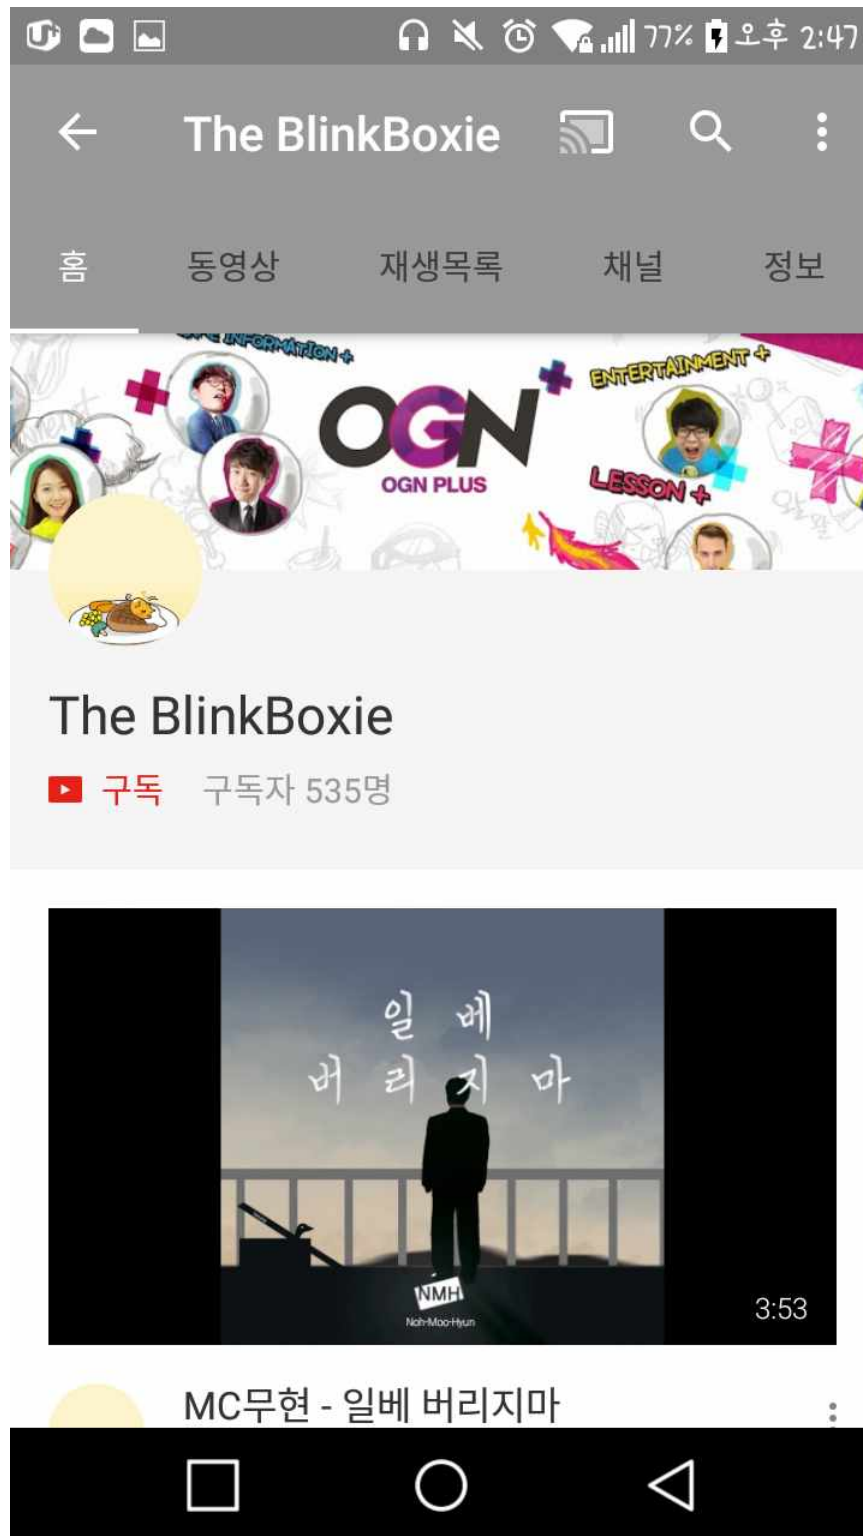 77% 오후 2:47
The BlinkBoxie
홈 동영상 재생목록 채널 정보
INFORMATION +
ENTERTAINMENT +
OGN
OGN PLUS
LESSON +
The BlinkBoxie
구독 구독자 535명
일베
버리지마
NMH
Noh-Moo-Hyun
3:53
MC무현 - 일베 버리지마